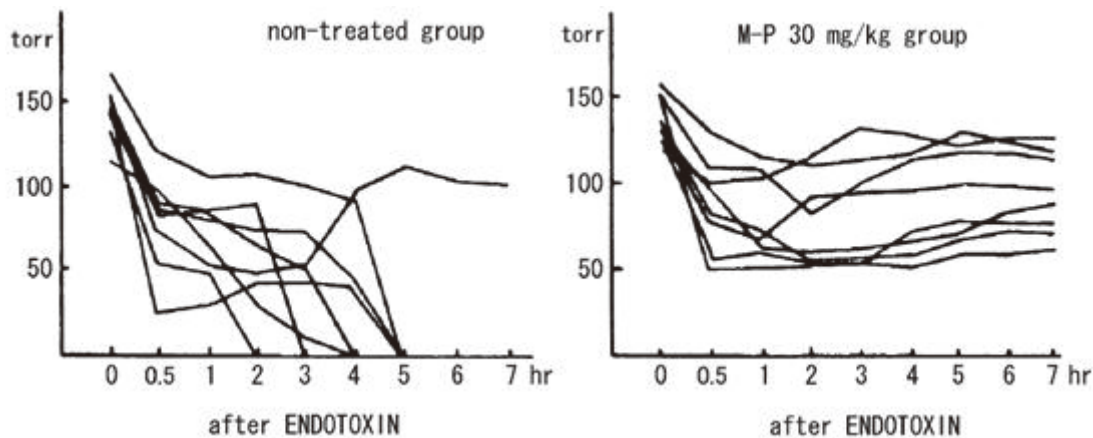 torr
non-treated group
150
100
50
0 0.5 1 2 3 4 5 6 7 hr
after ENDOTOXIN
torr
M-P 30 mg/kg group
150
100
50
0 0.5 1 2 3 4 5 6 7 hr
after ENDOTOXIN